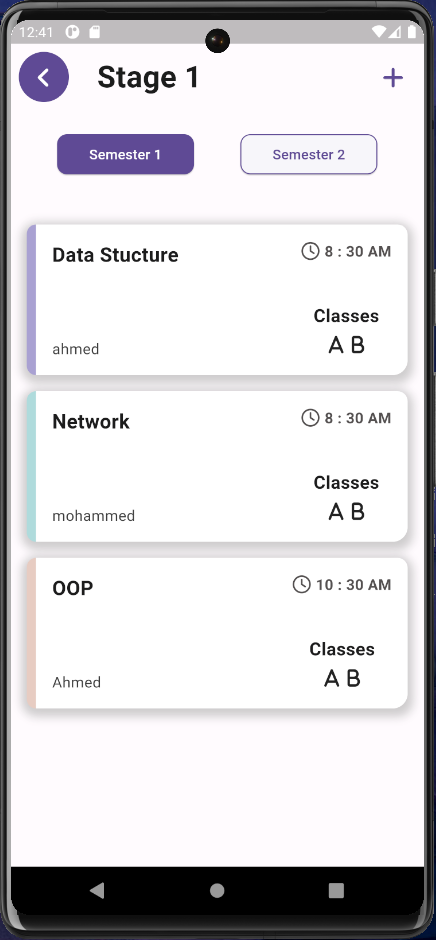 12:41
Stage 1
Semester 1
Semester 2
Data Stucture
8 : 30 AM
Classes
A B
ahmed
Network
8 : 30 AM
Classes
A B
mohammed
OOP
10 : 30 AM
Classes
A B
Ahmed